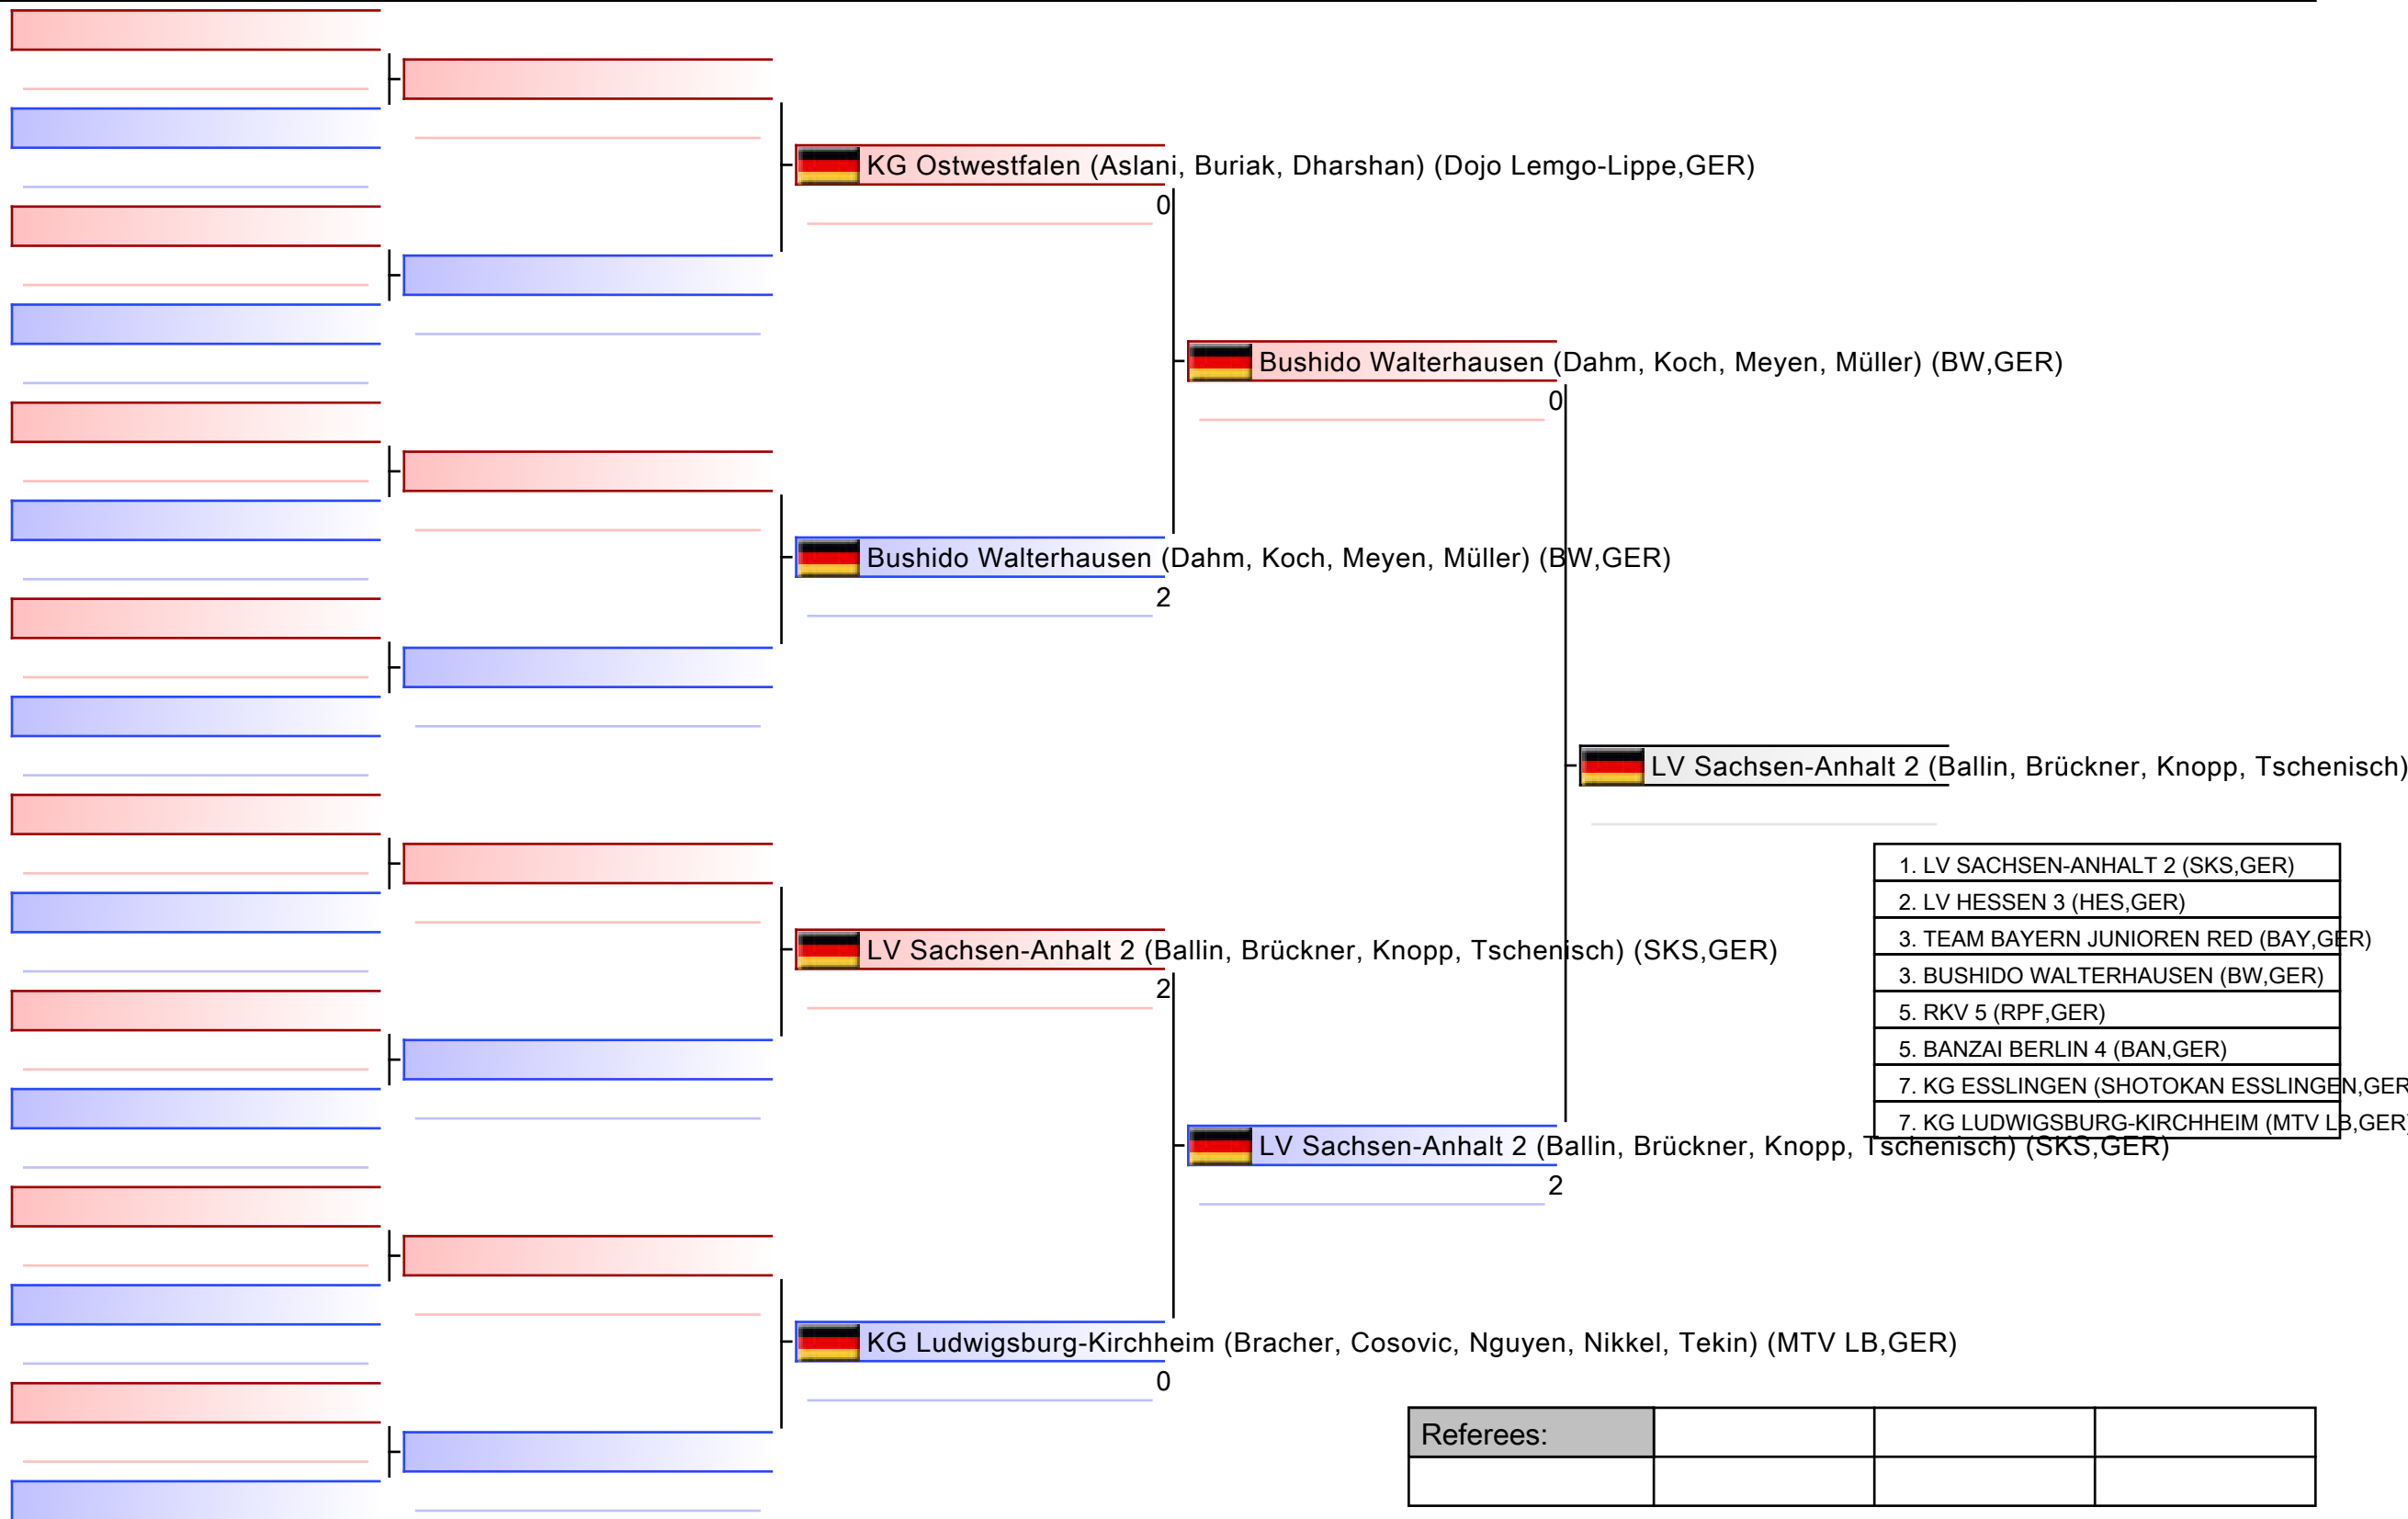 KG Ostwestfalen (Aslani, Buriak, Dharshan) (Dojo Lemgo-Lippe,GER)
0
Bushido Walterhausen (Dahm, Koch, Meyen, Müller) (BW,GER)
0
Bushido Walterhausen (Dahm, Koch, Meyen, Müller) (BW,GER)
2
LV Sachsen-Anhalt 2 (Ballin, Brückner, Knopp, Tschenisch)
1. LV SACHSEN-ANHALT 2 (SKS,GER)
2. LV HESSEN 3 (HES,GER)
3. TEAM BAYERN JUNIOREN RED (BAY,GER)
3. BUSHIDO WALTERHAUSEN (BW,GER)
5. RKV 5 (RPF,GER)
5. BANZAI BERLIN 4 (BAN,GER)
7. KG ESSLINGEN (SHOTOKAN ESSLINGEN,GER
7. KG LUDWIGSBURG-KIRCHHEIM (MTV LB,GER)
LV Sachsen-Anhalt 2 (Ballin, Brückner, Knopp, Tschenisch) (SKS,GER)
2
LV Sachsen-Anhalt 2 (Ballin, Brückner, Knopp, Tschenisch) (SKS,GER)
2
KG Ludwigsburg-Kirchheim (Bracher, Cosovic, Nguyen, Nikkel, Tekin) (MTV LB,GER)
0
Referees: